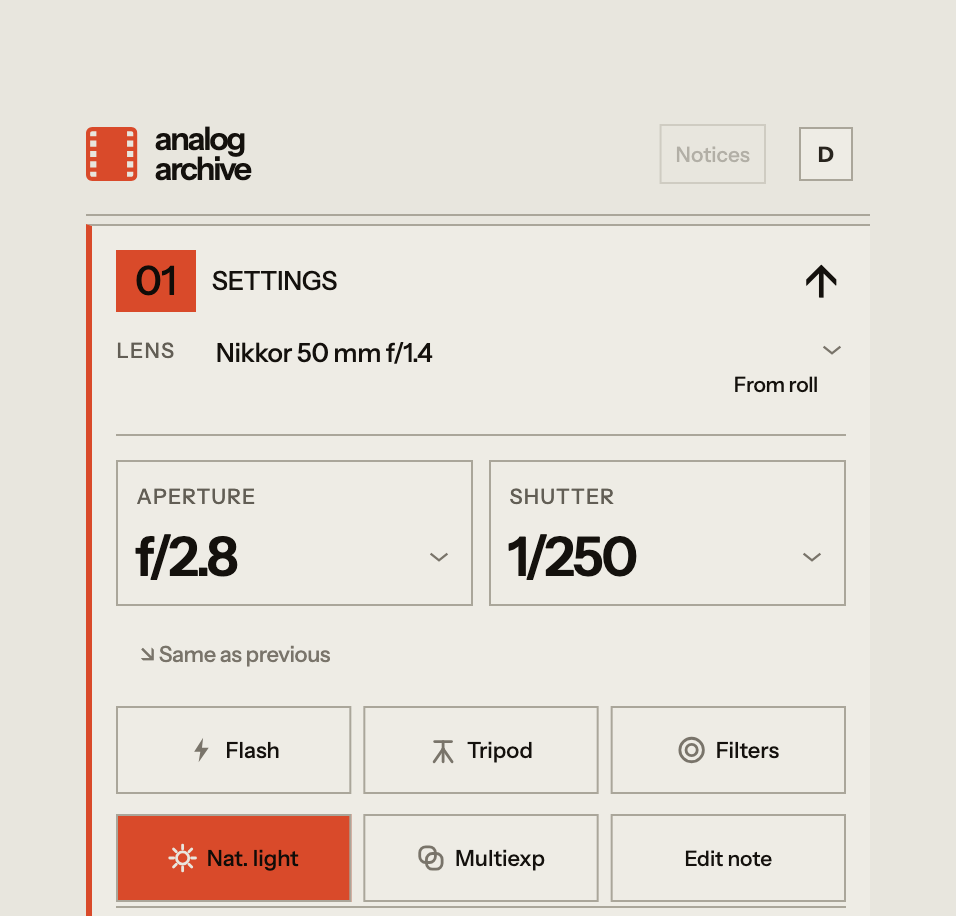 analog
archive
Notices
D
01 SETTINGS
LENS Nikkor 50 mm f/1.4
From roll
APERTURE SHUTTER
f/2.8 1/250
Same as previous
Flash Tripod Filters
Nat. light Multiexp Edit note